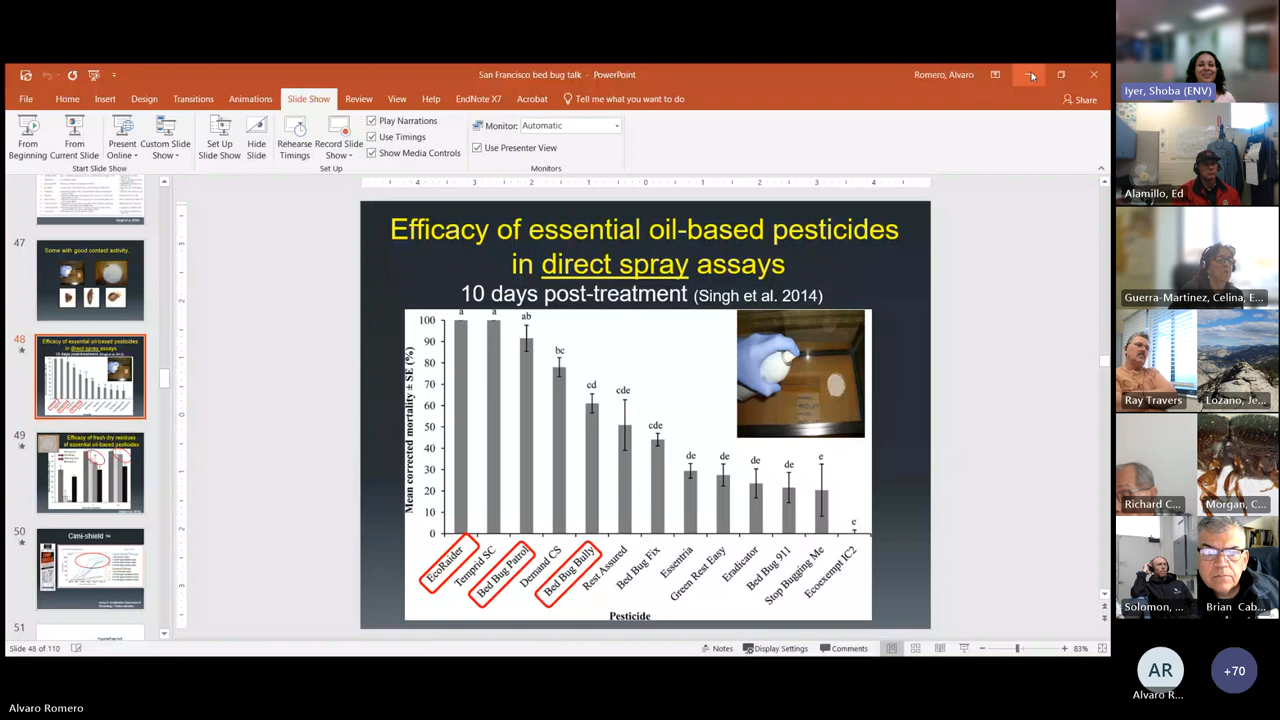 San Francisco bed bug talk - PowerPoint
Romero, Alvaro
File Home Insert Design Transitions Animations Slide Show Review View Help EndNote X7 Acrobat Tell me what you want to do
Share
From Beginning
From Current Slide
Present Online
Custom Slide Show
Start Slide Show
Set Up Slide Show
Hide Slide
Rehearse Timings
Record Slide Show
Play Narrations
Use Timings
Show Media Controls
Set Up
Monitor: Automatic
Use Presenter View
Monitors
47
Some with good contact activity.
48
Efficacy of essential oil-based pesticides
in direct spray assays
49
Efficacy of fresh dry residues
of essential oil-based pesticides
50
Cimi-shield ™
51
4 3 2 1 0 1 2 3 4
Efficacy of essential oil-based pesticides
in direct spray assays
10 days post-treatment (Singh et al. 2014)
Mean corrected mortality ± SE (%)
100
90
80
70
60
50
40
30
20
10
0
a a ab bc cd cde cde de de de de e e
EcoRaider
Temprid SC
Bed Bug Patrol
Demand CS
Bed Bug Bully
Rest Assured
Bed Bug Fix
Essentria
Green Rest Easy
Eradicator
Bed Bug 911
Stop Bugging Me
Ecoexempt IC2
Pesticide
Slide 48 of 110
Notes Display Settings Comments 83%
Alvaro Romero
Iyer, Shoba (ENV)
Alamillo, Ed
Guerra-Martinez, Celina, E...
Ray Travers
Lozano, Je...
Richard C...
Morgan, C...
Solomon, ...
Brian Cab...
AR
Alvaro R...
+70